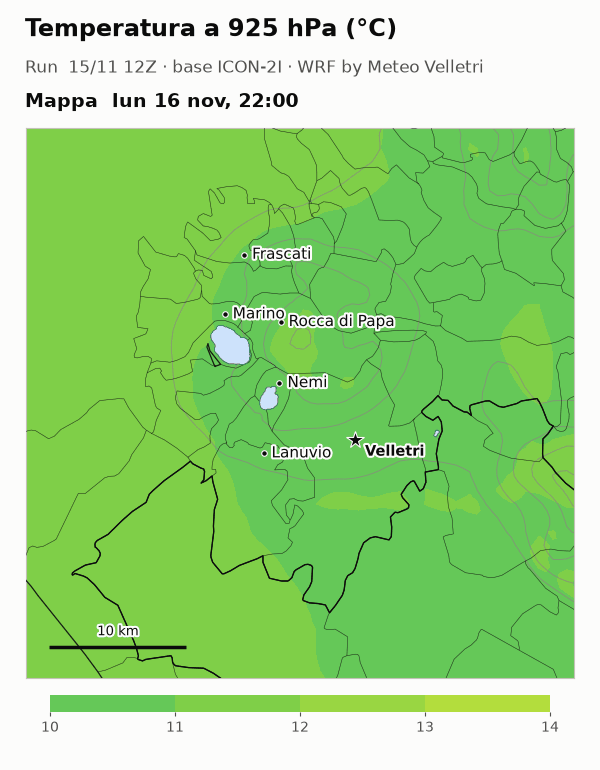 Temperatura a 925 hPa (°C)
Run  15/11 12Z · base ICON-2I · WRF by Meteo Velletri
Mappa  lun 16 nov, 22:00
Frascati
Marino
Rocca di Papa
Nemi
Velletri
Lanuvio
10 km
10 11 12 13 14